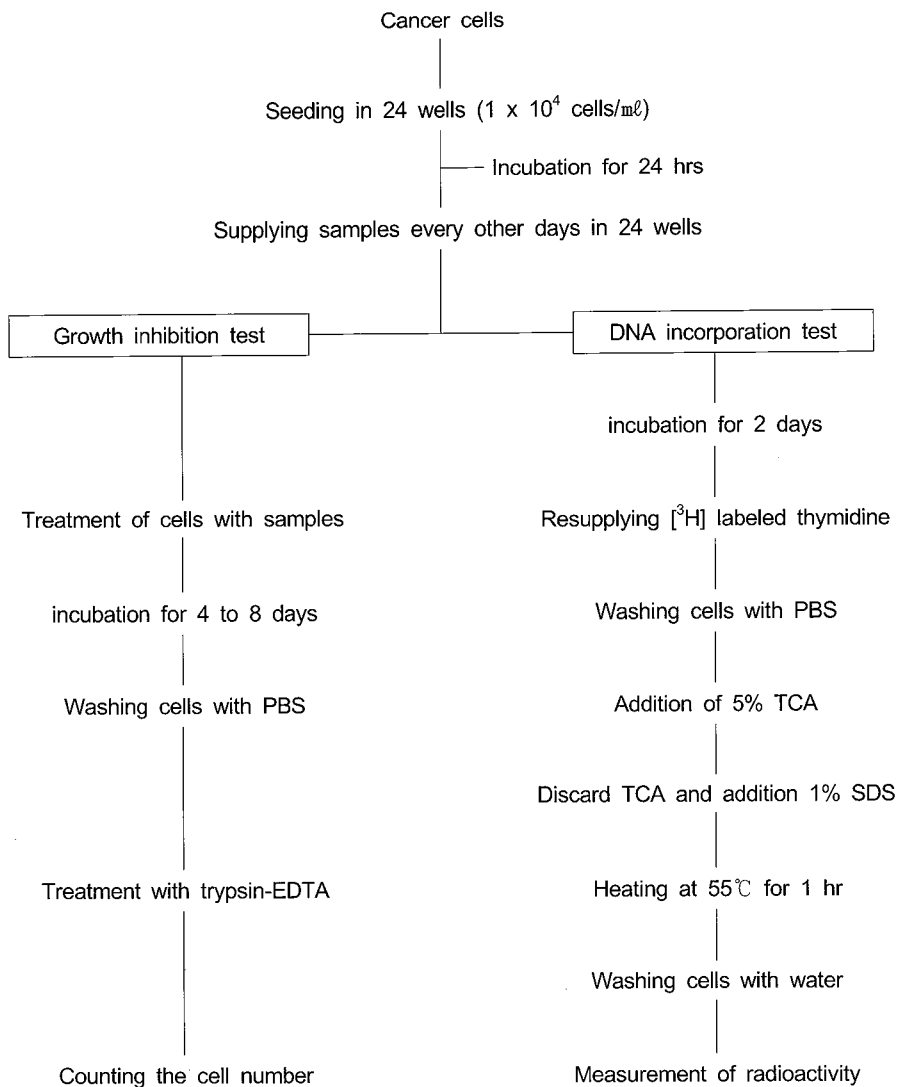 Cancer cells
Seeding in 24 wells (1 x 10⁴ cells/㎖)
Incubation for 24 hrs
Supplying samples every other days in 24 wells
Growth inhibition test
Treatment of cells with samples
incubation for 4 to 8 days
Washing cells with PBS
Treatment with trypsin-EDTA
Counting the cell number
DNA incorporation test
incubation for 2 days
Resupplying [³H] labeled thymidine
Washing cells with PBS
Addition of 5% TCA
Discard TCA and addition 1% SDS
Heating at 55℃ for 1 hr
Washing cells with water
Measurement of radioactivity